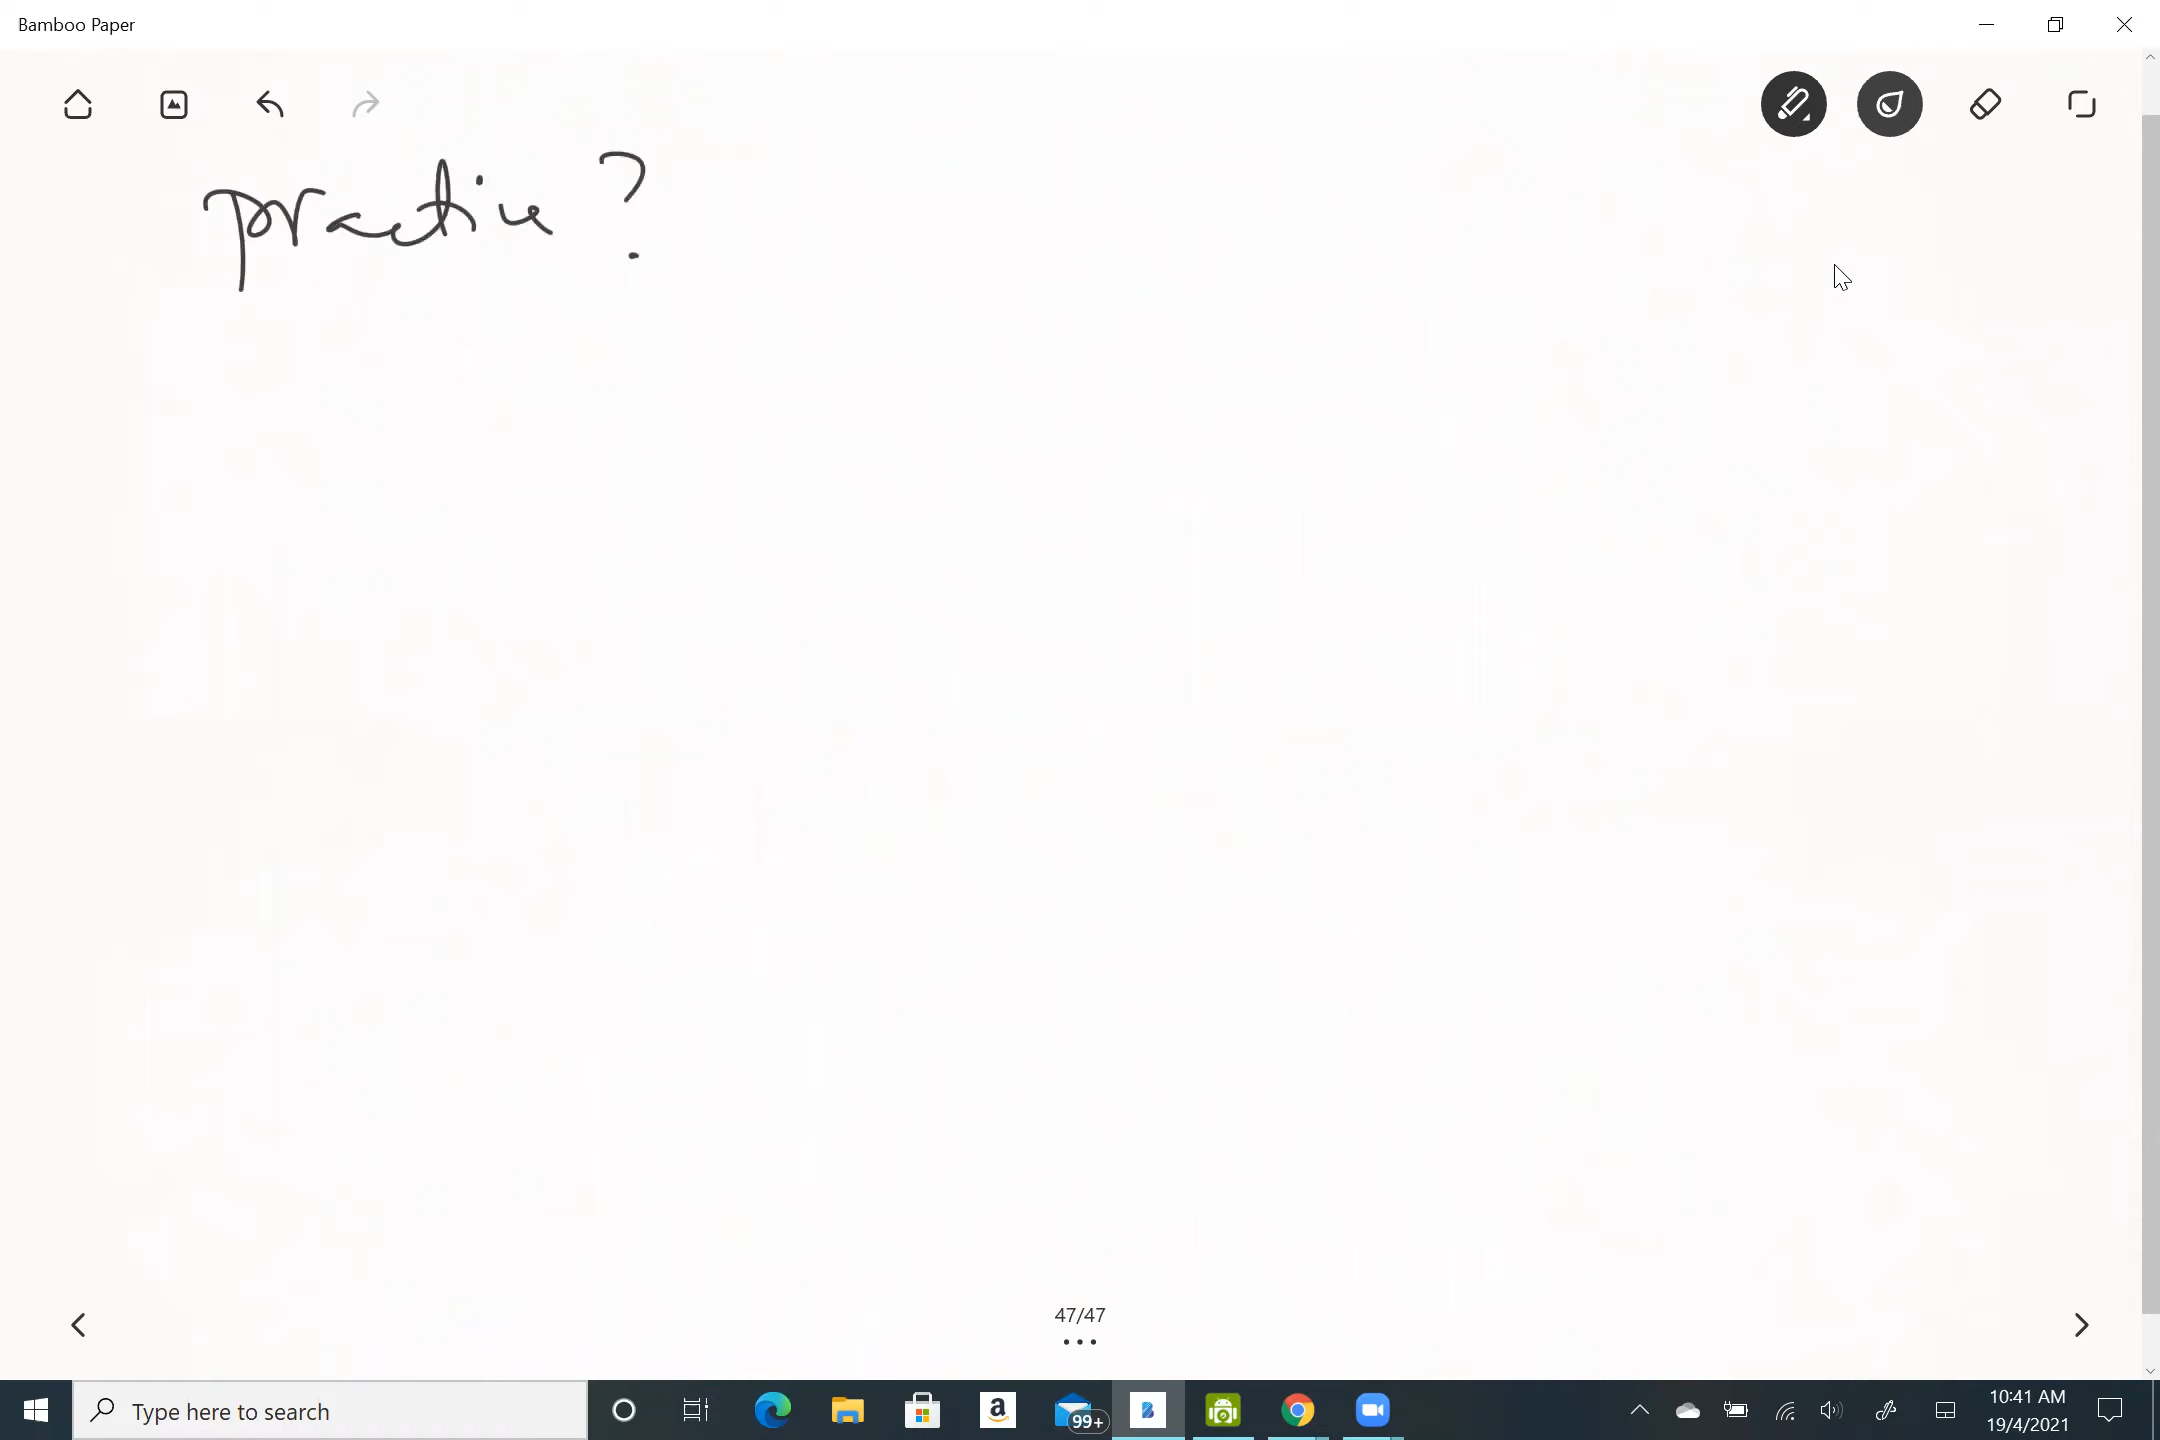 Bamboo Paper
practice ?
47/47
Type here to search
a
99+
B
10:41 AM
19/4/2021